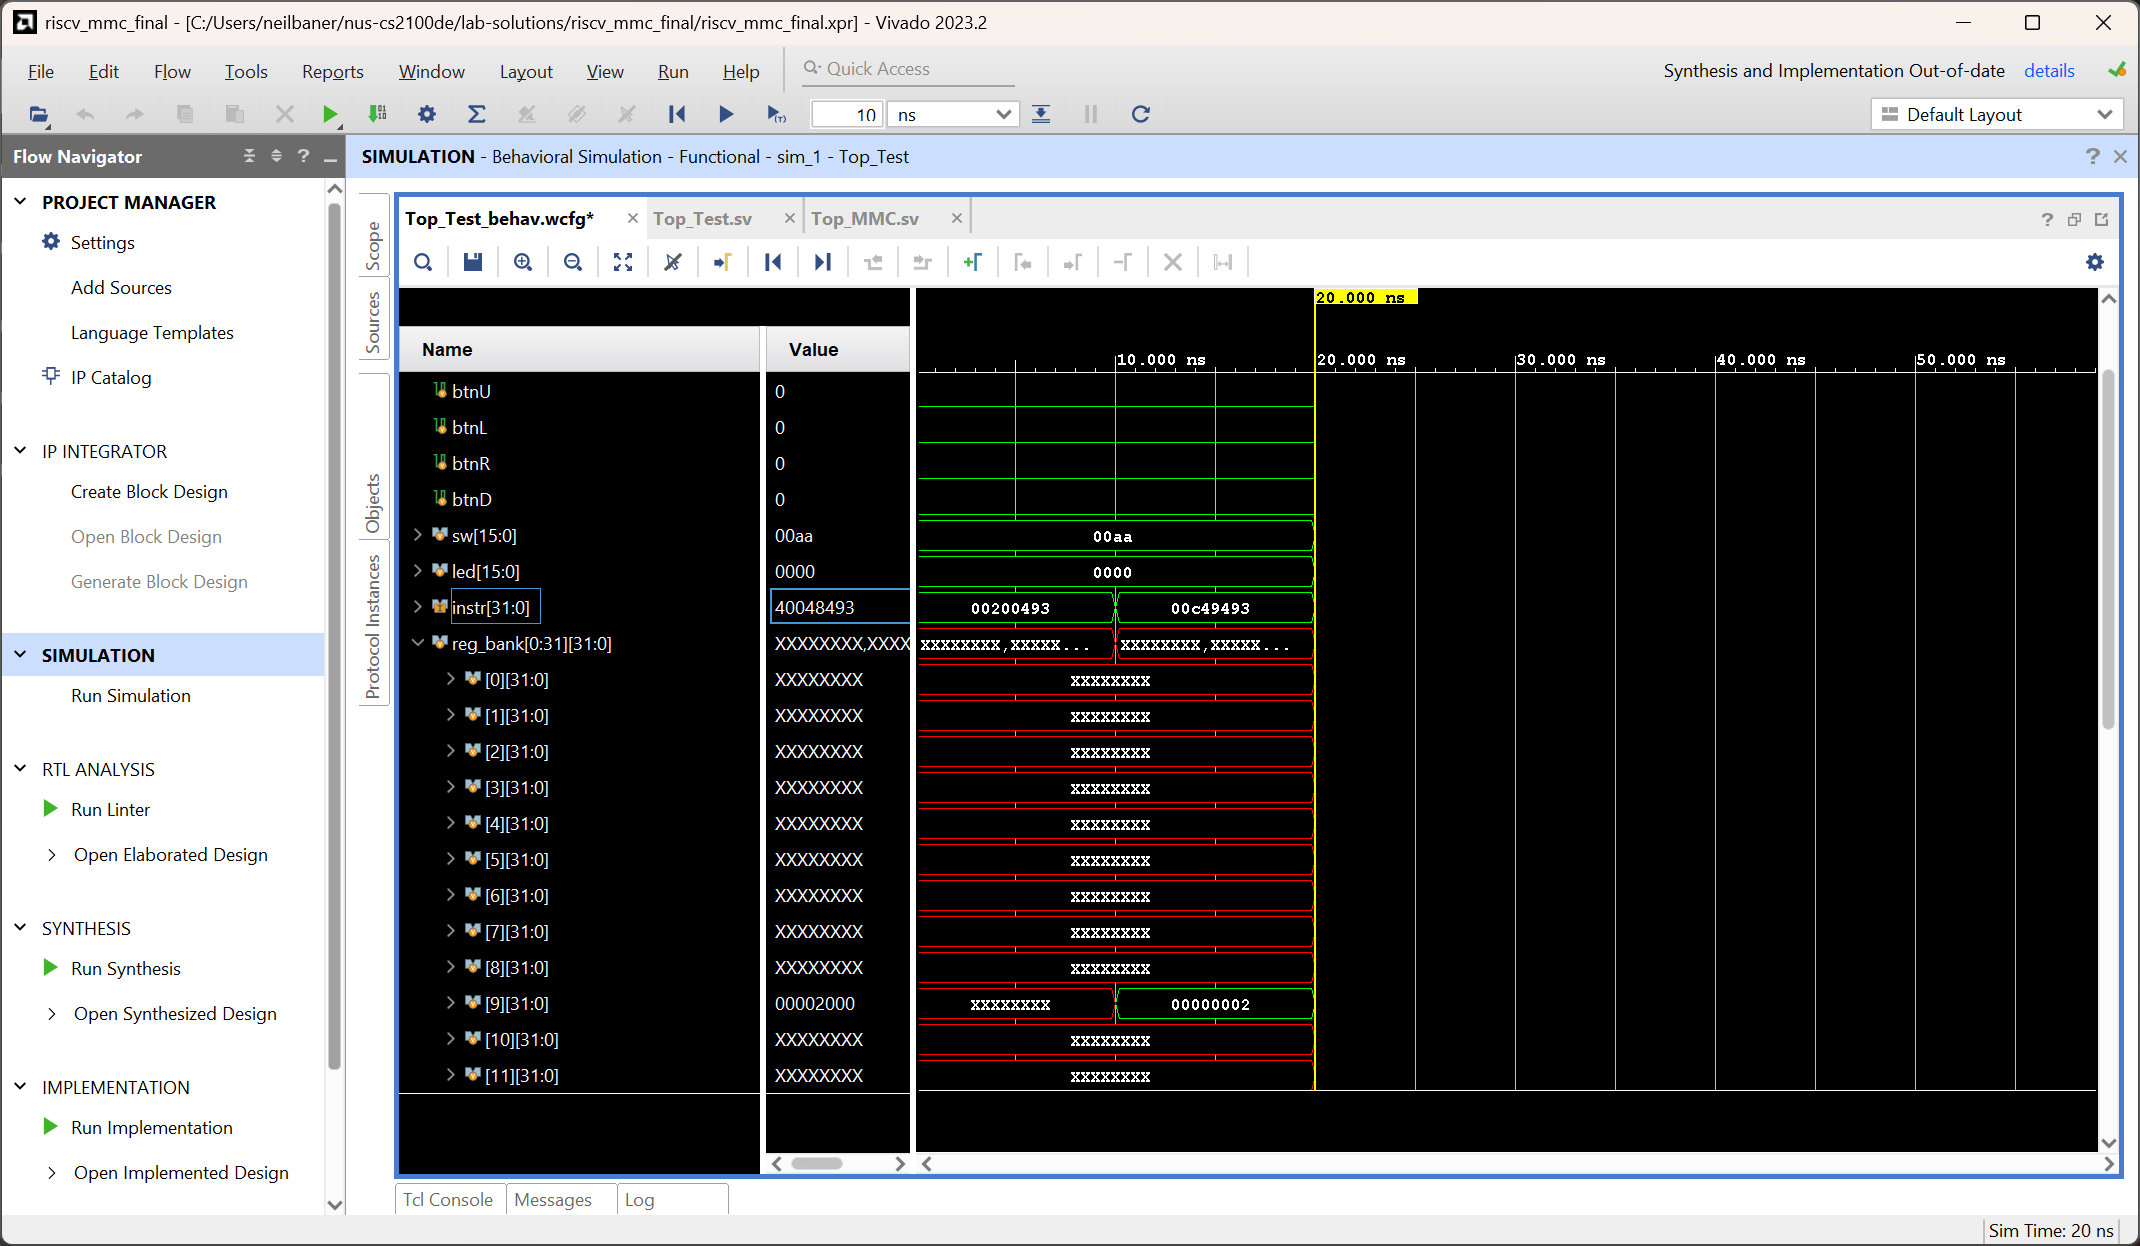 riscv_mmc_final - [C:/Users/neilbaner/nus-cs2100de/lab-solutions/riscv_mmc_final/riscv_mmc_final.xpr] - Vivado 2023.2
File Edit Flow Tools Reports Window Layout View Run Help Quick Access
Synthesis and Implementation Out-of-date details
10 ns
Default Layout
Flow Navigator
PROJECT MANAGER
Settings
Add Sources
Language Templates
IP Catalog
IP INTEGRATOR
Create Block Design
Open Block Design
Generate Block Design
SIMULATION
Run Simulation
RTL ANALYSIS
Run Linter
Open Elaborated Design
SYNTHESIS
Run Synthesis
Open Synthesized Design
IMPLEMENTATION
Run Implementation
Open Implemented Design
SIMULATION - Behavioral Simulation - Functional - sim_1 - Top_Test
Scope
Sources
Objects
Protocol Instances
Top_Test_behav.wcfg* Top_Test.sv Top_MMC.sv
20.000 ns
Name Value
10.000 ns 20.000 ns 30.000 ns 40.000 ns 50.000 ns
btnU 0
btnL 0
btnR 0
btnD 0
sw[15:0] 00aa 00aa
led[15:0] 0000 0000
instr[31:0] 40048493 00200493 00c49493
reg_bank[0:31][31:0] XXXXXXXX,XXXX XXXXXXXX,XXXXX... XXXXXXXX,XXXXX...
[0][31:0] XXXXXXXX XXXXXXXX
[1][31:0] XXXXXXXX XXXXXXXX
[2][31:0] XXXXXXXX XXXXXXXX
[3][31:0] XXXXXXXX XXXXXXXX
[4][31:0] XXXXXXXX XXXXXXXX
[5][31:0] XXXXXXXX XXXXXXXX
[6][31:0] XXXXXXXX XXXXXXXX
[7][31:0] XXXXXXXX XXXXXXXX
[8][31:0] XXXXXXXX XXXXXXXX
[9][31:0] 00002000 XXXXXXXX 00000002
[10][31:0] XXXXXXXX XXXXXXXX
[11][31:0] XXXXXXXX XXXXXXXX
Tcl Console Messages Log
Sim Time: 20 ns